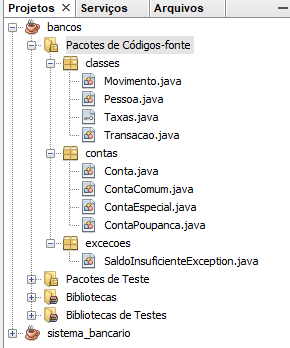 Projetos Serviços Arquivos
bancos
Pacotes de Códigos-fonte
classes
Movimento.java
Pessoa.java
Taxas.java
Transacao.java
contas
Conta.java
ContaComum.java
ContaEspecial.java
ContaPoupanca.java
excecoes
SaldoInsuficienteException.java
Pacotes de Teste
Bibliotecas
Bibliotecas de Testes
sistema_bancario